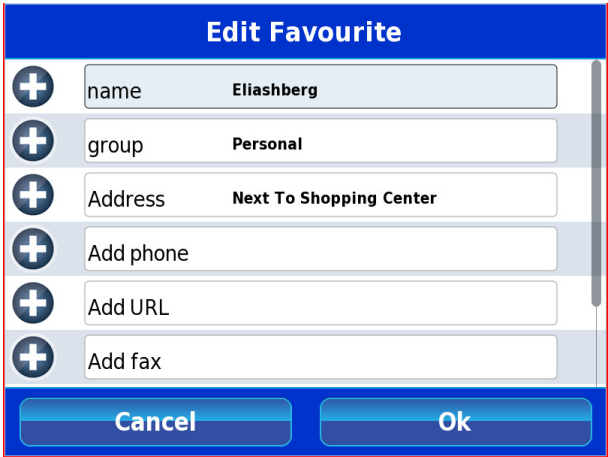 Edit Favourite
name Eliashberg
group Personal
Address Next To Shopping Center
Add phone
Add URL
Add fax
Cancel Ok